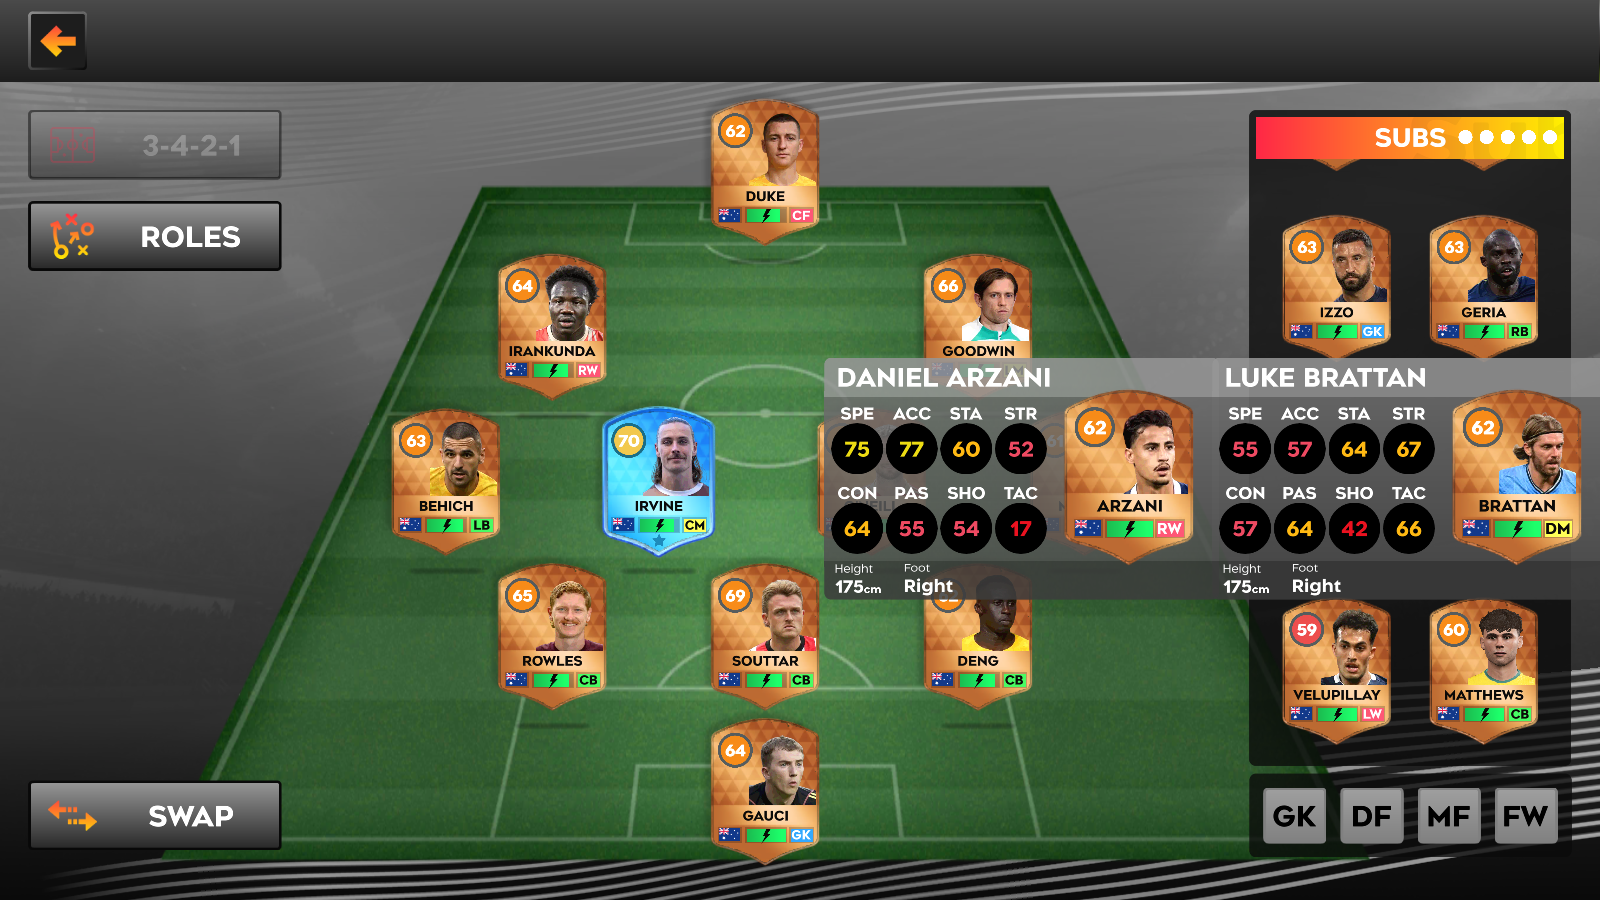 3-4-2-1
ROLES
SWAP
62
DUKE
CF
64
IRANKUNDA
RW
66
GOODWIN
63
BEHICH
LB
70
IRVINE
CM
65
ROWLES
CB
69
SOUTTAR
CB
DENG
CB
64
GAUCI
GK
SUBS
63
IZZO
GK
63
GERIA
RB
DANIEL ARZANI
SPE ACC STA STR
75 77 60 52
CON PAS SHO TAC
64 55 54 17
Height Foot
175cm Right
62
ARZANI
RW
LUKE BRATTAN
SPE ACC STA STR
55 57 64 67
CON PAS SHO TAC
57 64 42 66
Height Foot
175cm Right
62
BRATTAN
DM
59
VELUPILLAY
LW
60
MATTHEWS
CB
GK DF MF FW